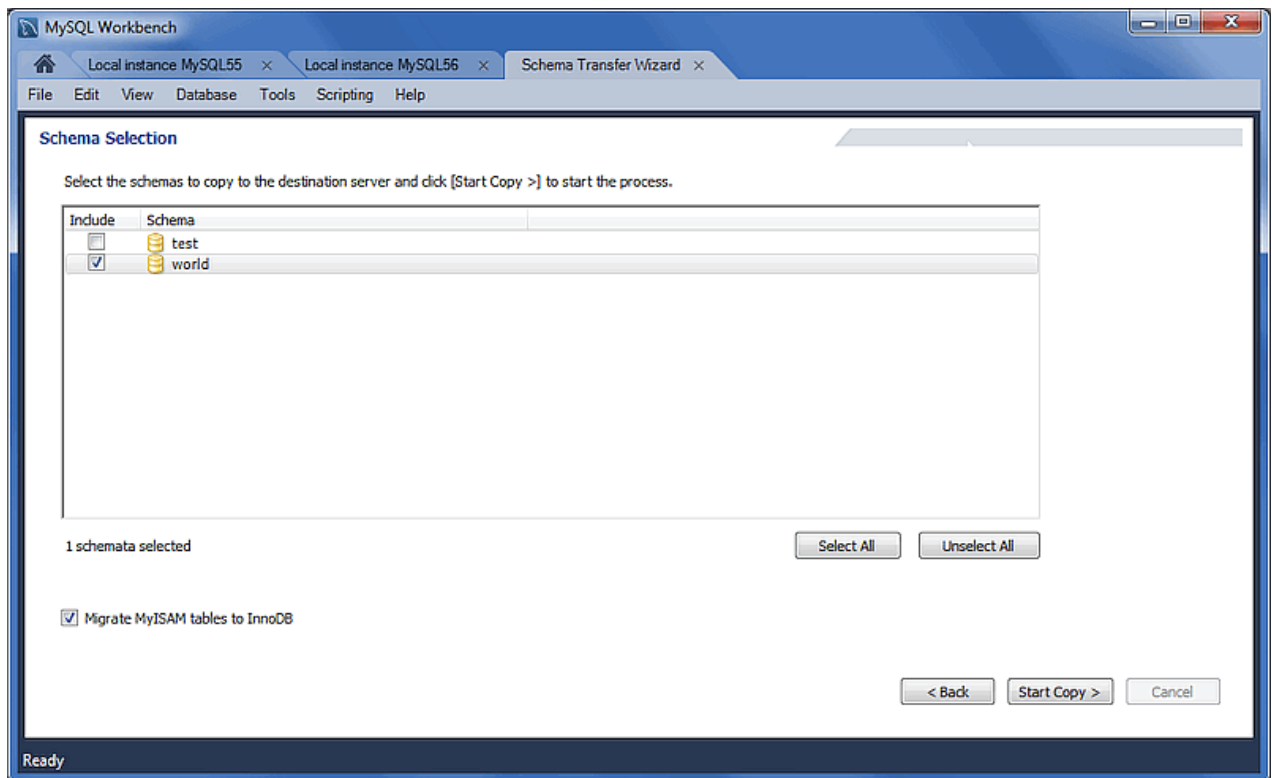 MySQL Workbench
Local instance MySQL55 Local instance MySQL56 Schema Transfer Wizard
File Edit View Database Tools Scripting Help
Schema Selection
Select the schemas to copy to the destination server and click [Start Copy >] to start the process.
Include Schema
test
world
1 schemata selected
Select All Unselect All
Migrate MyISAM tables to InnoDB
< Back Start Copy > Cancel
Ready